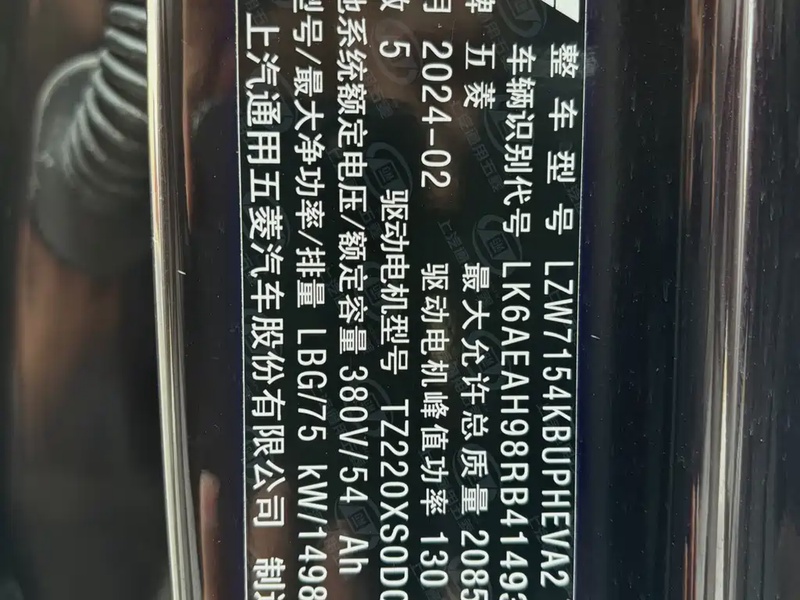 整车型号 LZW7154KBUPHEVA2
车辆识别代号 LK6AEAH98RB4149
牌 五菱 最大允许总质量 2085
月 2024-02 驱动电机峰值功率 130
数 5 驱动电机型号 TZ220XS0D
池系统额定电压/额定容量 380V/54 Ah
型号/最大净功率/排量 LBG/75 kW/1498
上汽通用五菱汽车股份有限公司 制造